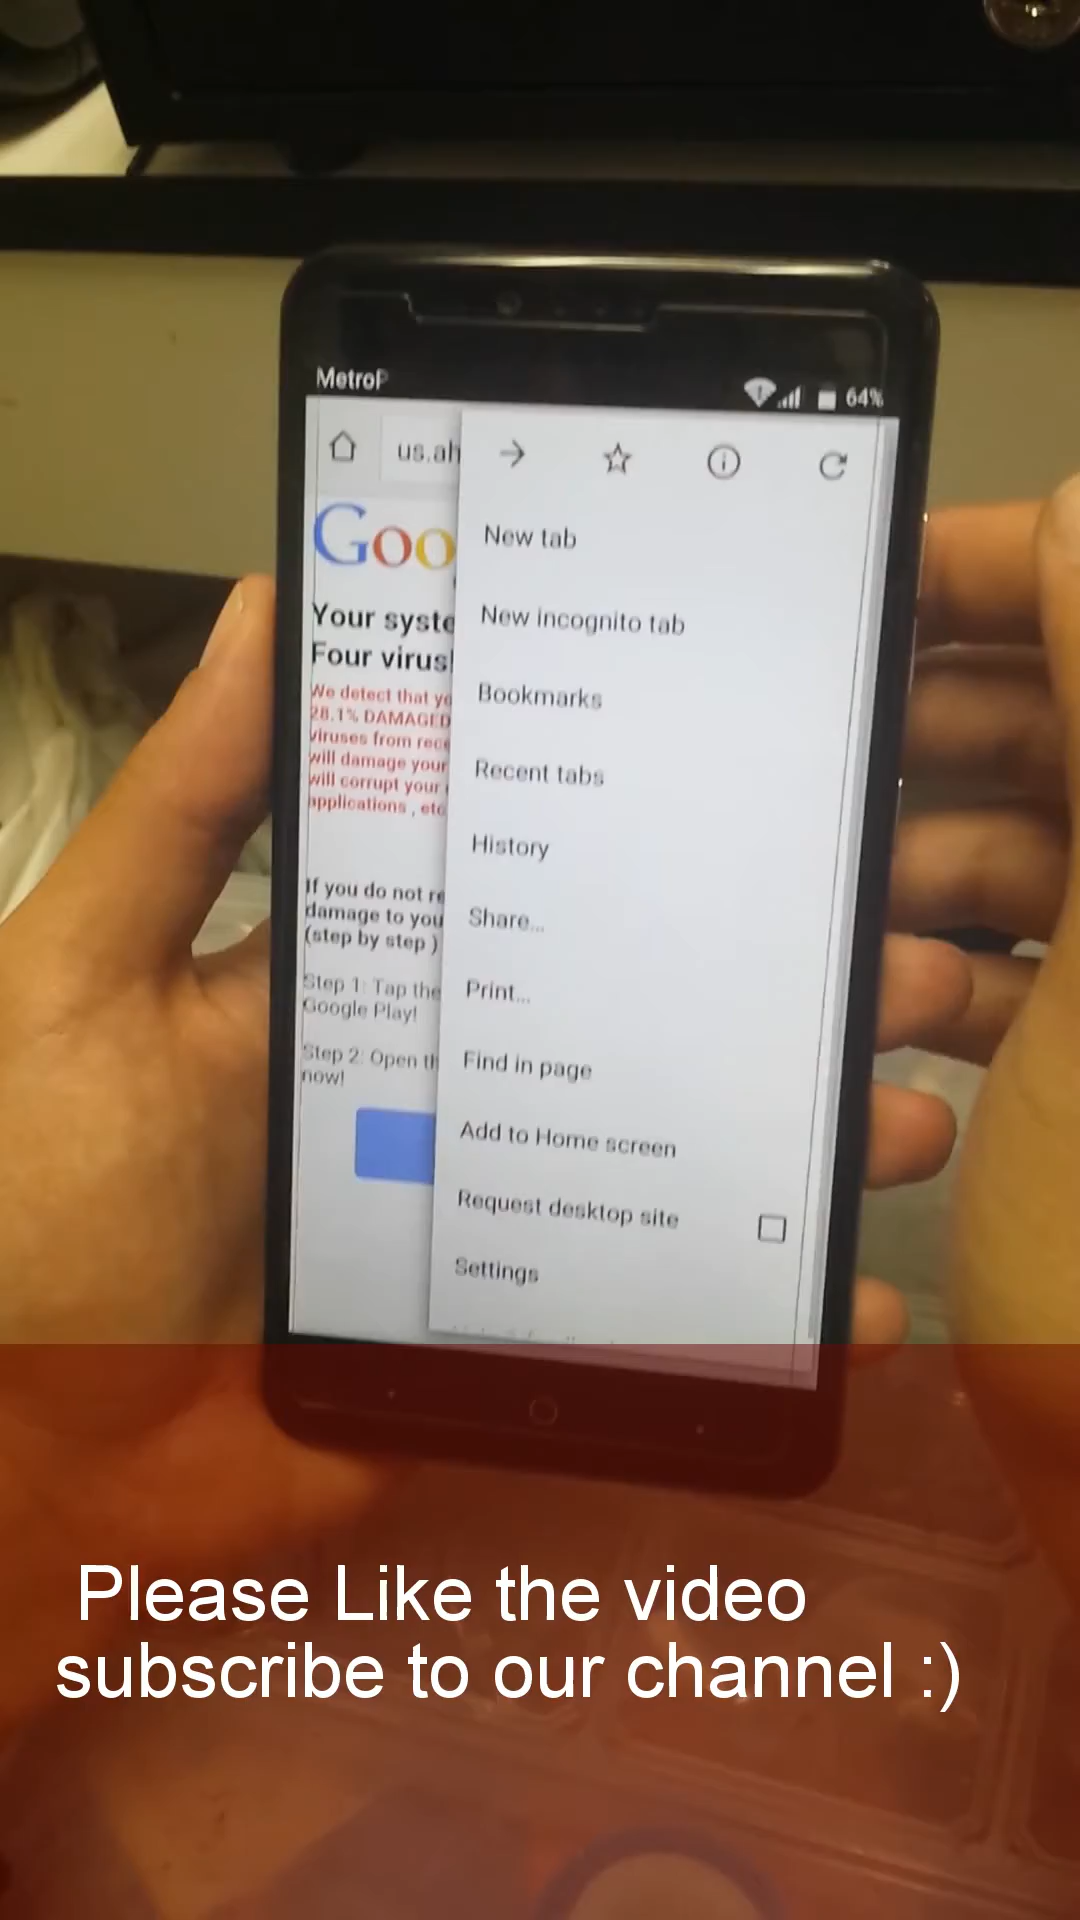 MetroP
64%
us.ah
Goo
Your syste
Four virus
We detect that yo
28.1% DAMAGED
viruses from rece
will damage your
will corrupt your
applications , etc
If you do not re
damage to you
(step by step )
Step 1: Tap the
Google Play!
Step 2: Open th
now!
New tab
New incognito tab
Bookmarks
Recent tabs
History
Share...
Print...
Find in page
Add to Home screen
Request desktop site
Settings
Please Like the video
subscribe to our channel :)